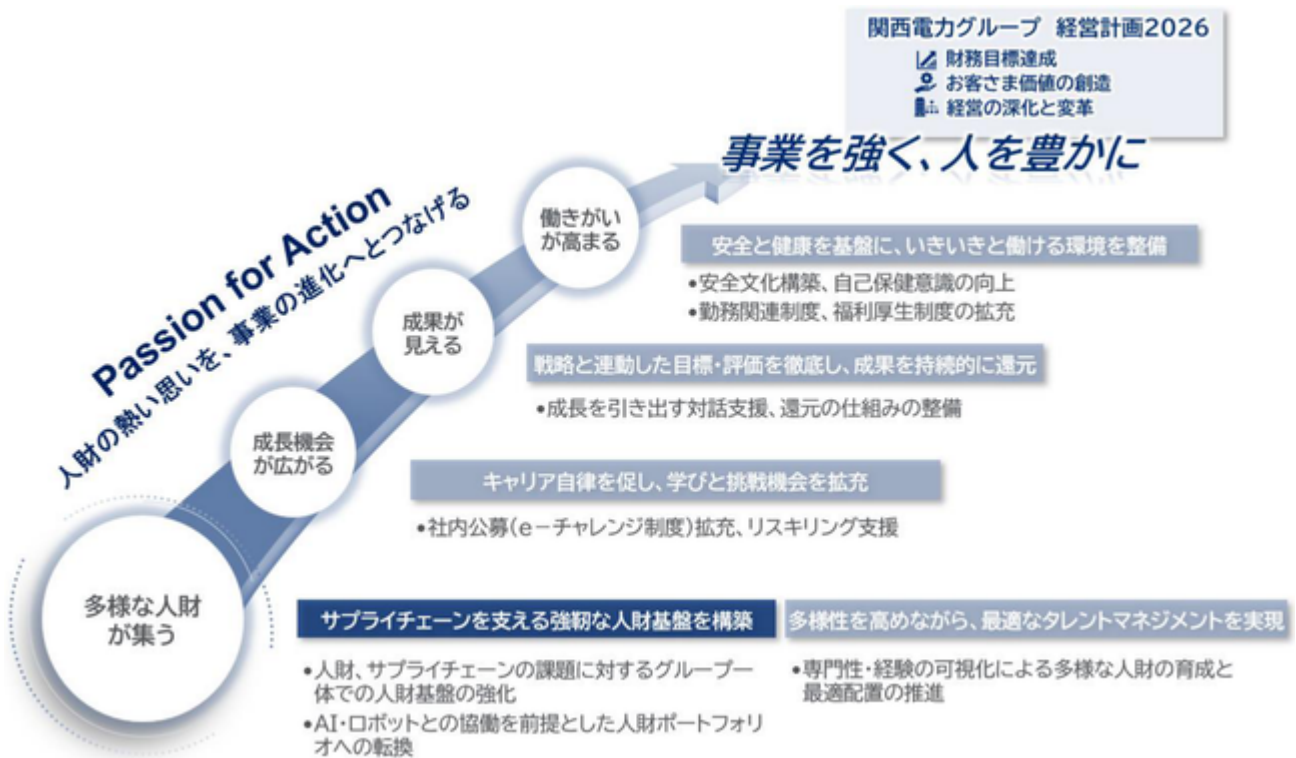 関西電力グループ 経営計画2026
財務目標達成
お客さま価値の創造
経営の深化と変革
事業を強く、人を豊かに
Passion for Action
人財の熱い思いを、事業の進化へとつなげる
働きがい
が高まる
安全と健康を基盤に、いきいきと働ける環境を整備
•安全文化構築、自己保健意識の向上
•勤務関連制度、福利厚生制度の拡充
成果が
見える
戦略と連動した目標・評価を徹底し、成果を持続的に還元
•成長を引き出す対話支援、還元の仕組みの整備
成長機会
が広がる
キャリア自律を促し、学びと挑戦機会を拡充
•社内公募(e-チャレンジ制度)拡充、リスキリング支援
多様な人財
が集う
サプライチェーンを支える強靭な人財基盤を構築
•人財、サプライチェーンの課題に対するグループ一
体での人財基盤の強化
•AI・ロボットとの協働を前提とした人財ポートフォリ
オへの転換
多様性を高めながら、最適なタレントマネジメントを実現
•専門性・経験の可視化による多様な人財の育成と
最適配置の推進